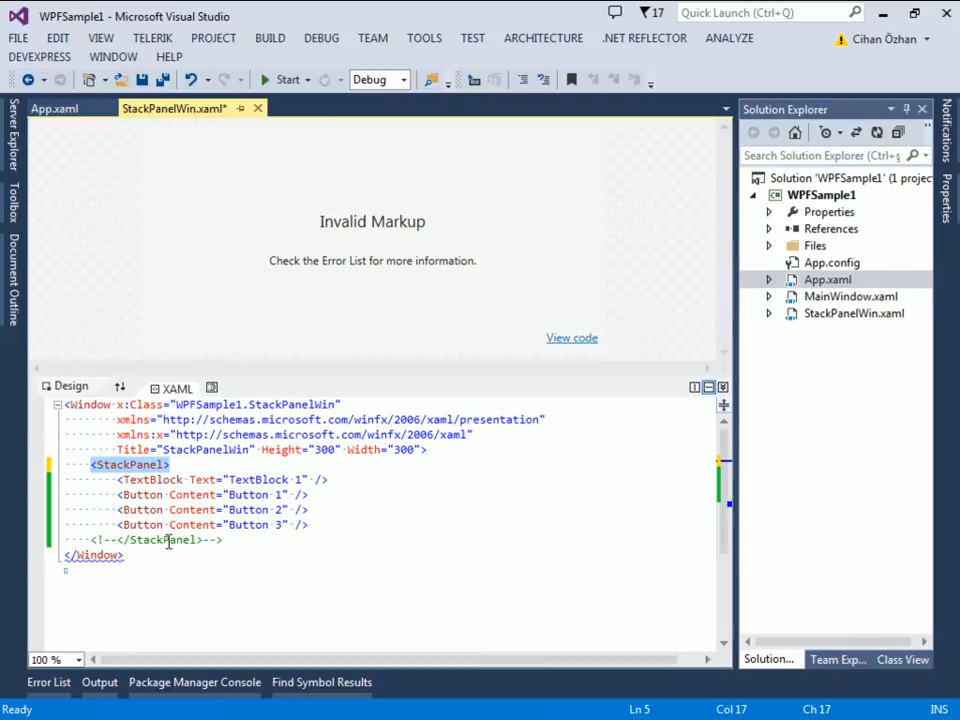 WPFSample1 - Microsoft Visual Studio
17
Quick Launch (Ctrl+Q)
FILE EDIT VIEW TELERIK PROJECT BUILD DEBUG TEAM TOOLS TEST ARCHITECTURE .NET REFLECTOR ANALYZE
Cihan Özhan
DEVEXPRESS WINDOW HELP
Start Debug
App.xaml StackPanelWin.xaml*
Server Explorer
Toolbox
Document Outline
Invalid Markup
Check the Error List for more information.
View code
Design XAML
<Window x:Class="WPFSample1.StackPanelWin"
xmlns="http://schemas.microsoft.com/winfx/2006/xaml/presentation"
xmlns:x="http://schemas.microsoft.com/winfx/2006/xaml"
Title="StackPanelWin" Height="300" Width="300">
<StackPanel>
<TextBlock Text="TextBlock 1" />
<Button Content="Button 1" />
<Button Content="Button 2" />
<Button Content="Button 3" />
<!--</StackPanel>-->
</Window>
100 %
Solution Explorer
Search Solution Explorer (Ctrl+ş
Solution 'WPFSample1' (1 projec
WPFSample1
Properties
References
Files
App.config
App.xaml
MainWindow.xaml
StackPanelWin.xaml
Solution... Team Exp... Class View
Notifications
Properties
Error List Output Package Manager Console Find Symbol Results
Ready Ln 5 Col 17 Ch 17 INS